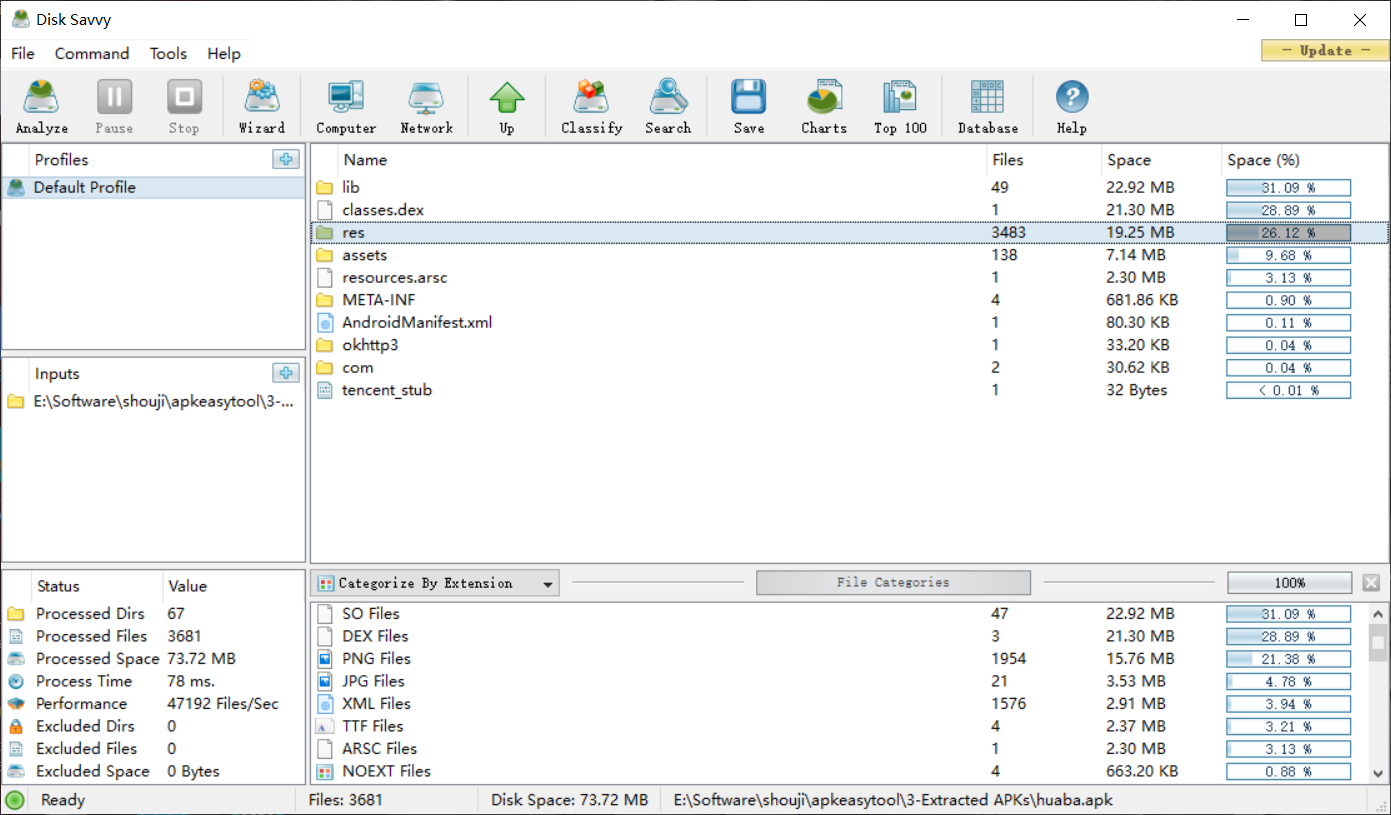 Disk Savvy
File Command Tools Help
— Update —
Analyze Pause Stop Wizard Computer Network Up Classify Search Save Charts Top 100 Database Help
Profiles
Default Profile
Name Files Space Space (%)
lib 49 22.92 MB 31.09 %
classes.dex 1 21.30 MB 28.89 %
res 3483 19.25 MB 26.12 %
assets 138 7.14 MB 9.68 %
resources.arsc 1 2.30 MB 3.13 %
META-INF 4 681.86 KB 0.90 %
AndroidManifest.xml 1 80.30 KB 0.11 %
okhttp3 1 33.20 KB 0.04 %
com 2 30.62 KB 0.04 %
tencent_stub 1 32 Bytes < 0.01 %
Inputs
E:\Software\shouji\apkeasytool\3-...
Status Value
Processed Dirs 67
Processed Files 3681
Processed Space 73.72 MB
Process Time 78 ms.
Performance 47192 Files/Sec
Excluded Dirs 0
Excluded Files 0
Excluded Space 0 Bytes
Categorize By Extension File Categories 100%
SO Files 47 22.92 MB 31.09 %
DEX Files 3 21.30 MB 28.89 %
PNG Files 1954 15.76 MB 21.38 %
JPG Files 21 3.53 MB 4.78 %
XML Files 1576 2.91 MB 3.94 %
TTF Files 4 2.37 MB 3.21 %
ARSC Files 1 2.30 MB 3.13 %
NOEXT Files 4 663.20 KB 0.88 %
Ready Files: 3681 Disk Space: 73.72 MB E:\Software\shouji\apkeasytool\3-Extracted APKs\huaba.apk